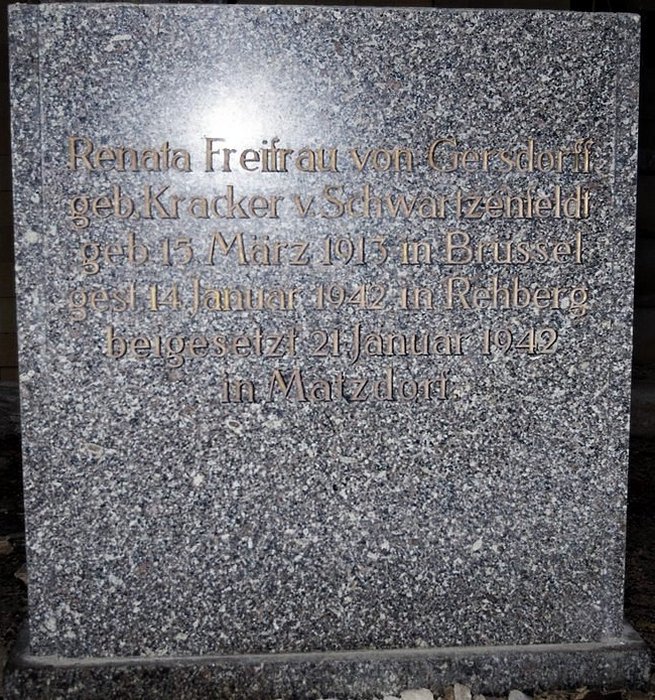 Renata Freifrau von Gersdorff
geb. Kracker v. Schwartzenfeldt
geb 15 März 1913 in Brüssel
gest 14 Januar 1942 in Rehberg
beigesetzt 21 Januar 1942
in Matzdorf.